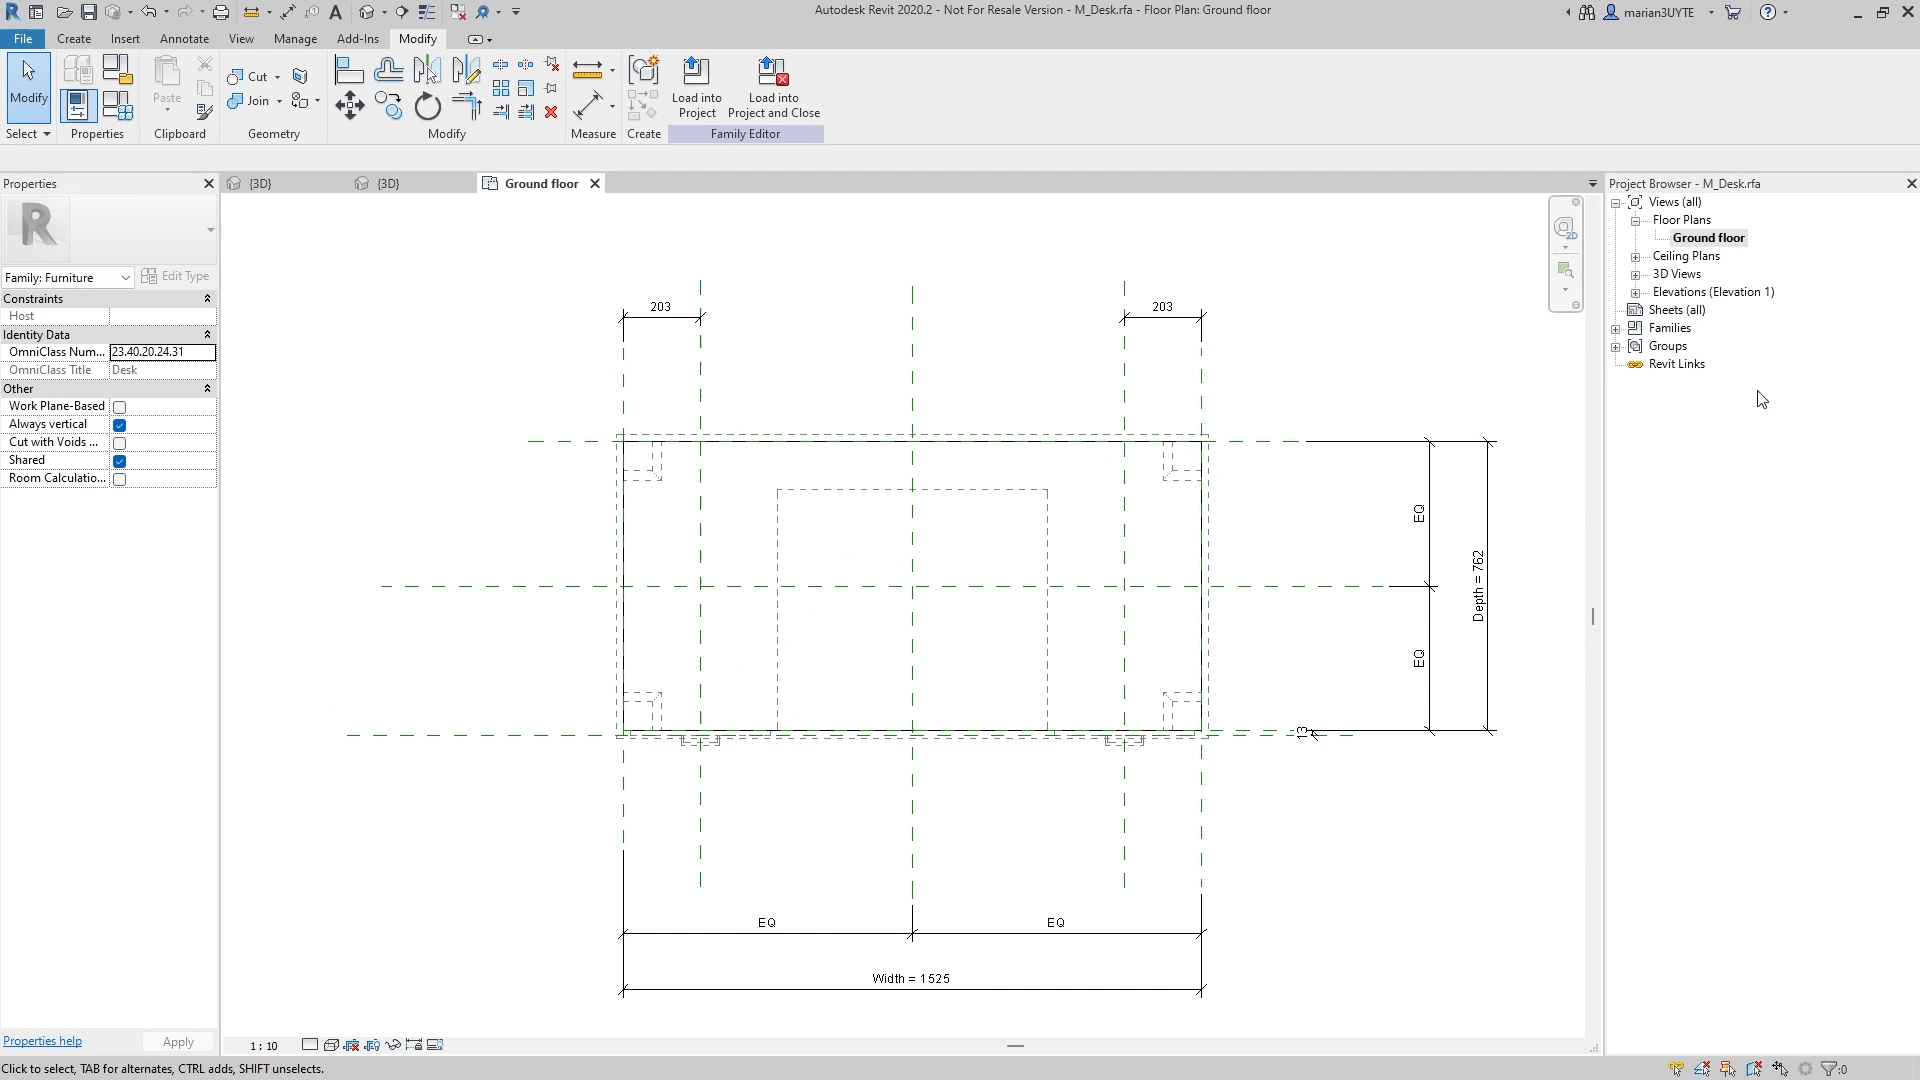 Autodesk Revit 2020.2 - Not For Resale Version - M_Desk.rfa - Floor Plan: Ground floor
marian3UYTE
File
Create
Insert
Annotate
View
Manage
Add-Ins
Modify
Modify
Paste
Cut
Join
Load into
Project
Load into
Project and Close
Select
Properties
Clipboard
Geometry
Modify
Measure
Create
Family Editor
Properties
{3D}
{3D}
Ground floor
Project Browser - M_Desk.rfa
Family: Furniture
Edit Type
Constraints
Host
Identity Data
OmniClass Num... 23.40.20.24.31
OmniClass Title Desk
Other
Work Plane-Based
Always vertical
Cut with Voids ...
Shared
Room Calculatio...
Properties help
Apply
203
203
2D
EQ
EQ
Depth = 762
13
EQ
EQ
Width = 1525
Views (all)
Floor Plans
Ground floor
Ceiling Plans
3D Views
Elevations (Elevation 1)
Sheets (all)
Families
Groups
Revit Links
1 : 10
Click to select, TAB for alternates, CTRL adds, SHIFT unselects.
:0